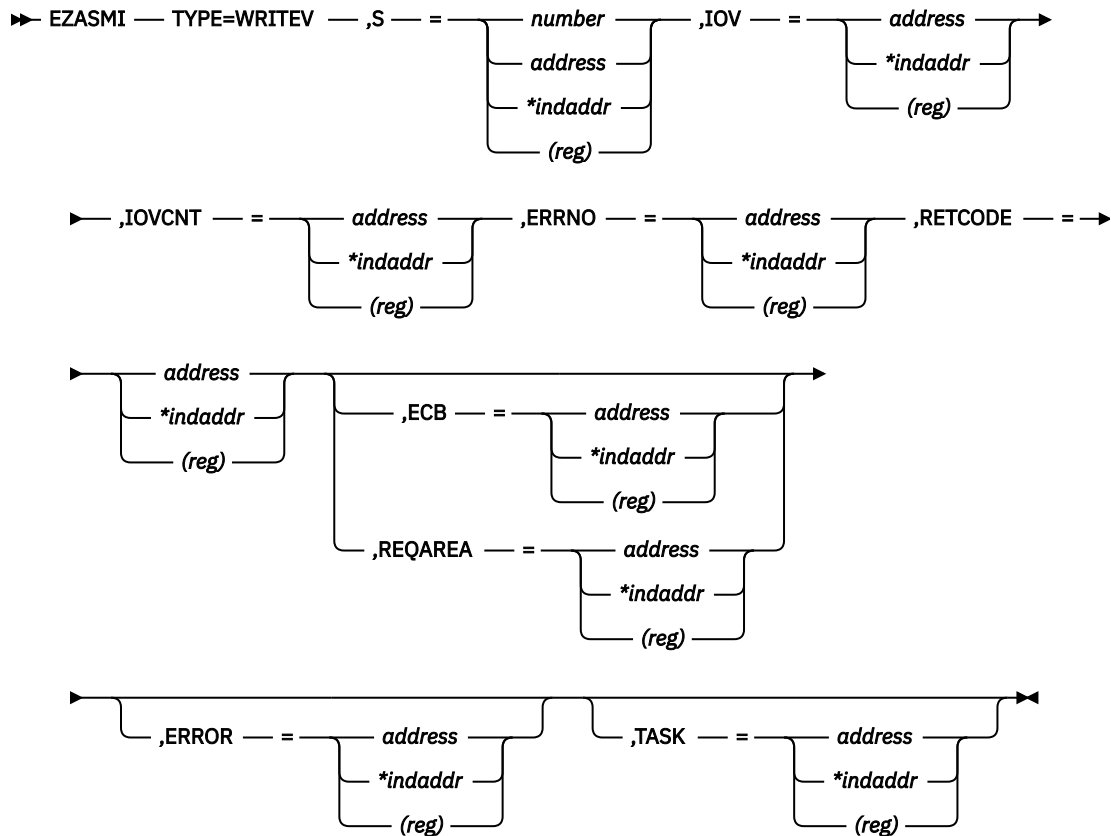 EZASMI TYPE=WRITEV ,S = number ,IOV = address
address *indaddr
*indaddr (reg)
(reg)
,IOVCNT = address ,ERRNO = address ,RETCODE =
*indaddr *indaddr
(reg) (reg)
address
*indaddr ,ECB = address
(reg) *indaddr
(reg)
,REQAREA = address
*indaddr
(reg)
,ERROR = address ,TASK = address
*indaddr *indaddr
(reg) (reg)